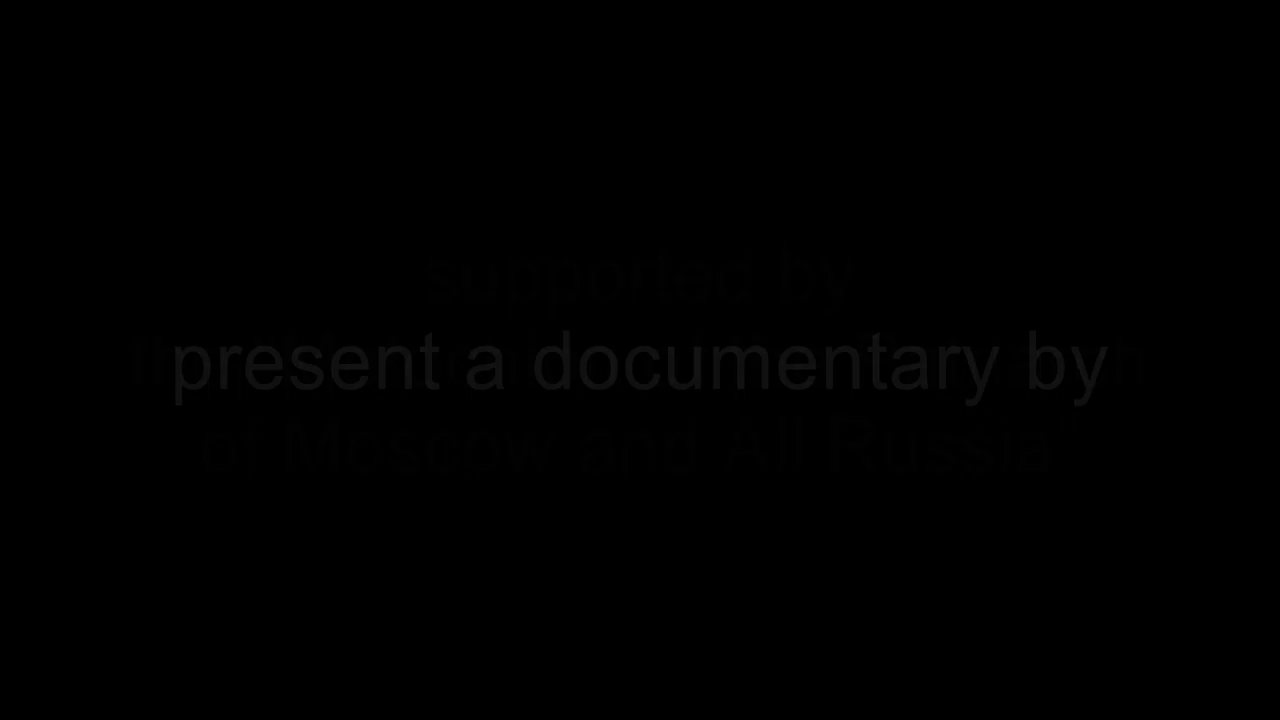 supported by
present a documentary by
of Moscow and All Russia"